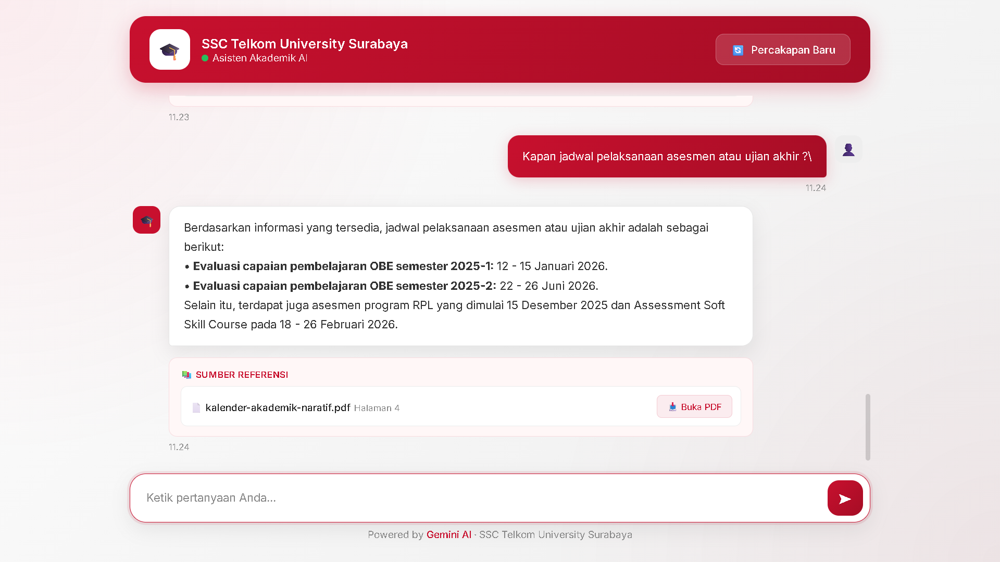 SSC Telkom University Surabaya
Asisten Akademik AI
Percakapan Baru
11.23
Kapan jadwal pelaksanaan asesmen atau ujian akhir ?\
11.24
Berdasarkan informasi yang tersedia, jadwal pelaksanaan asesmen atau ujian akhir adalah sebagai
berikut:
• Evaluasi capaian pembelajaran OBE semester 2025-1: 12 - 15 Januari 2026.
• Evaluasi capaian pembelajaran OBE semester 2025-2: 22 - 26 Juni 2026.
Selain itu, terdapat juga asesmen program RPL yang dimulai 15 Desember 2025 dan Assessment Soft
Skill Course pada 18 - 26 Februari 2026.
SUMBER REFERENSI
kalender-akademik-naratif.pdf Halaman 4
Buka PDF
11.24
Ketik pertanyaan Anda...
Powered by Gemini AI · SSC Telkom University Surabaya